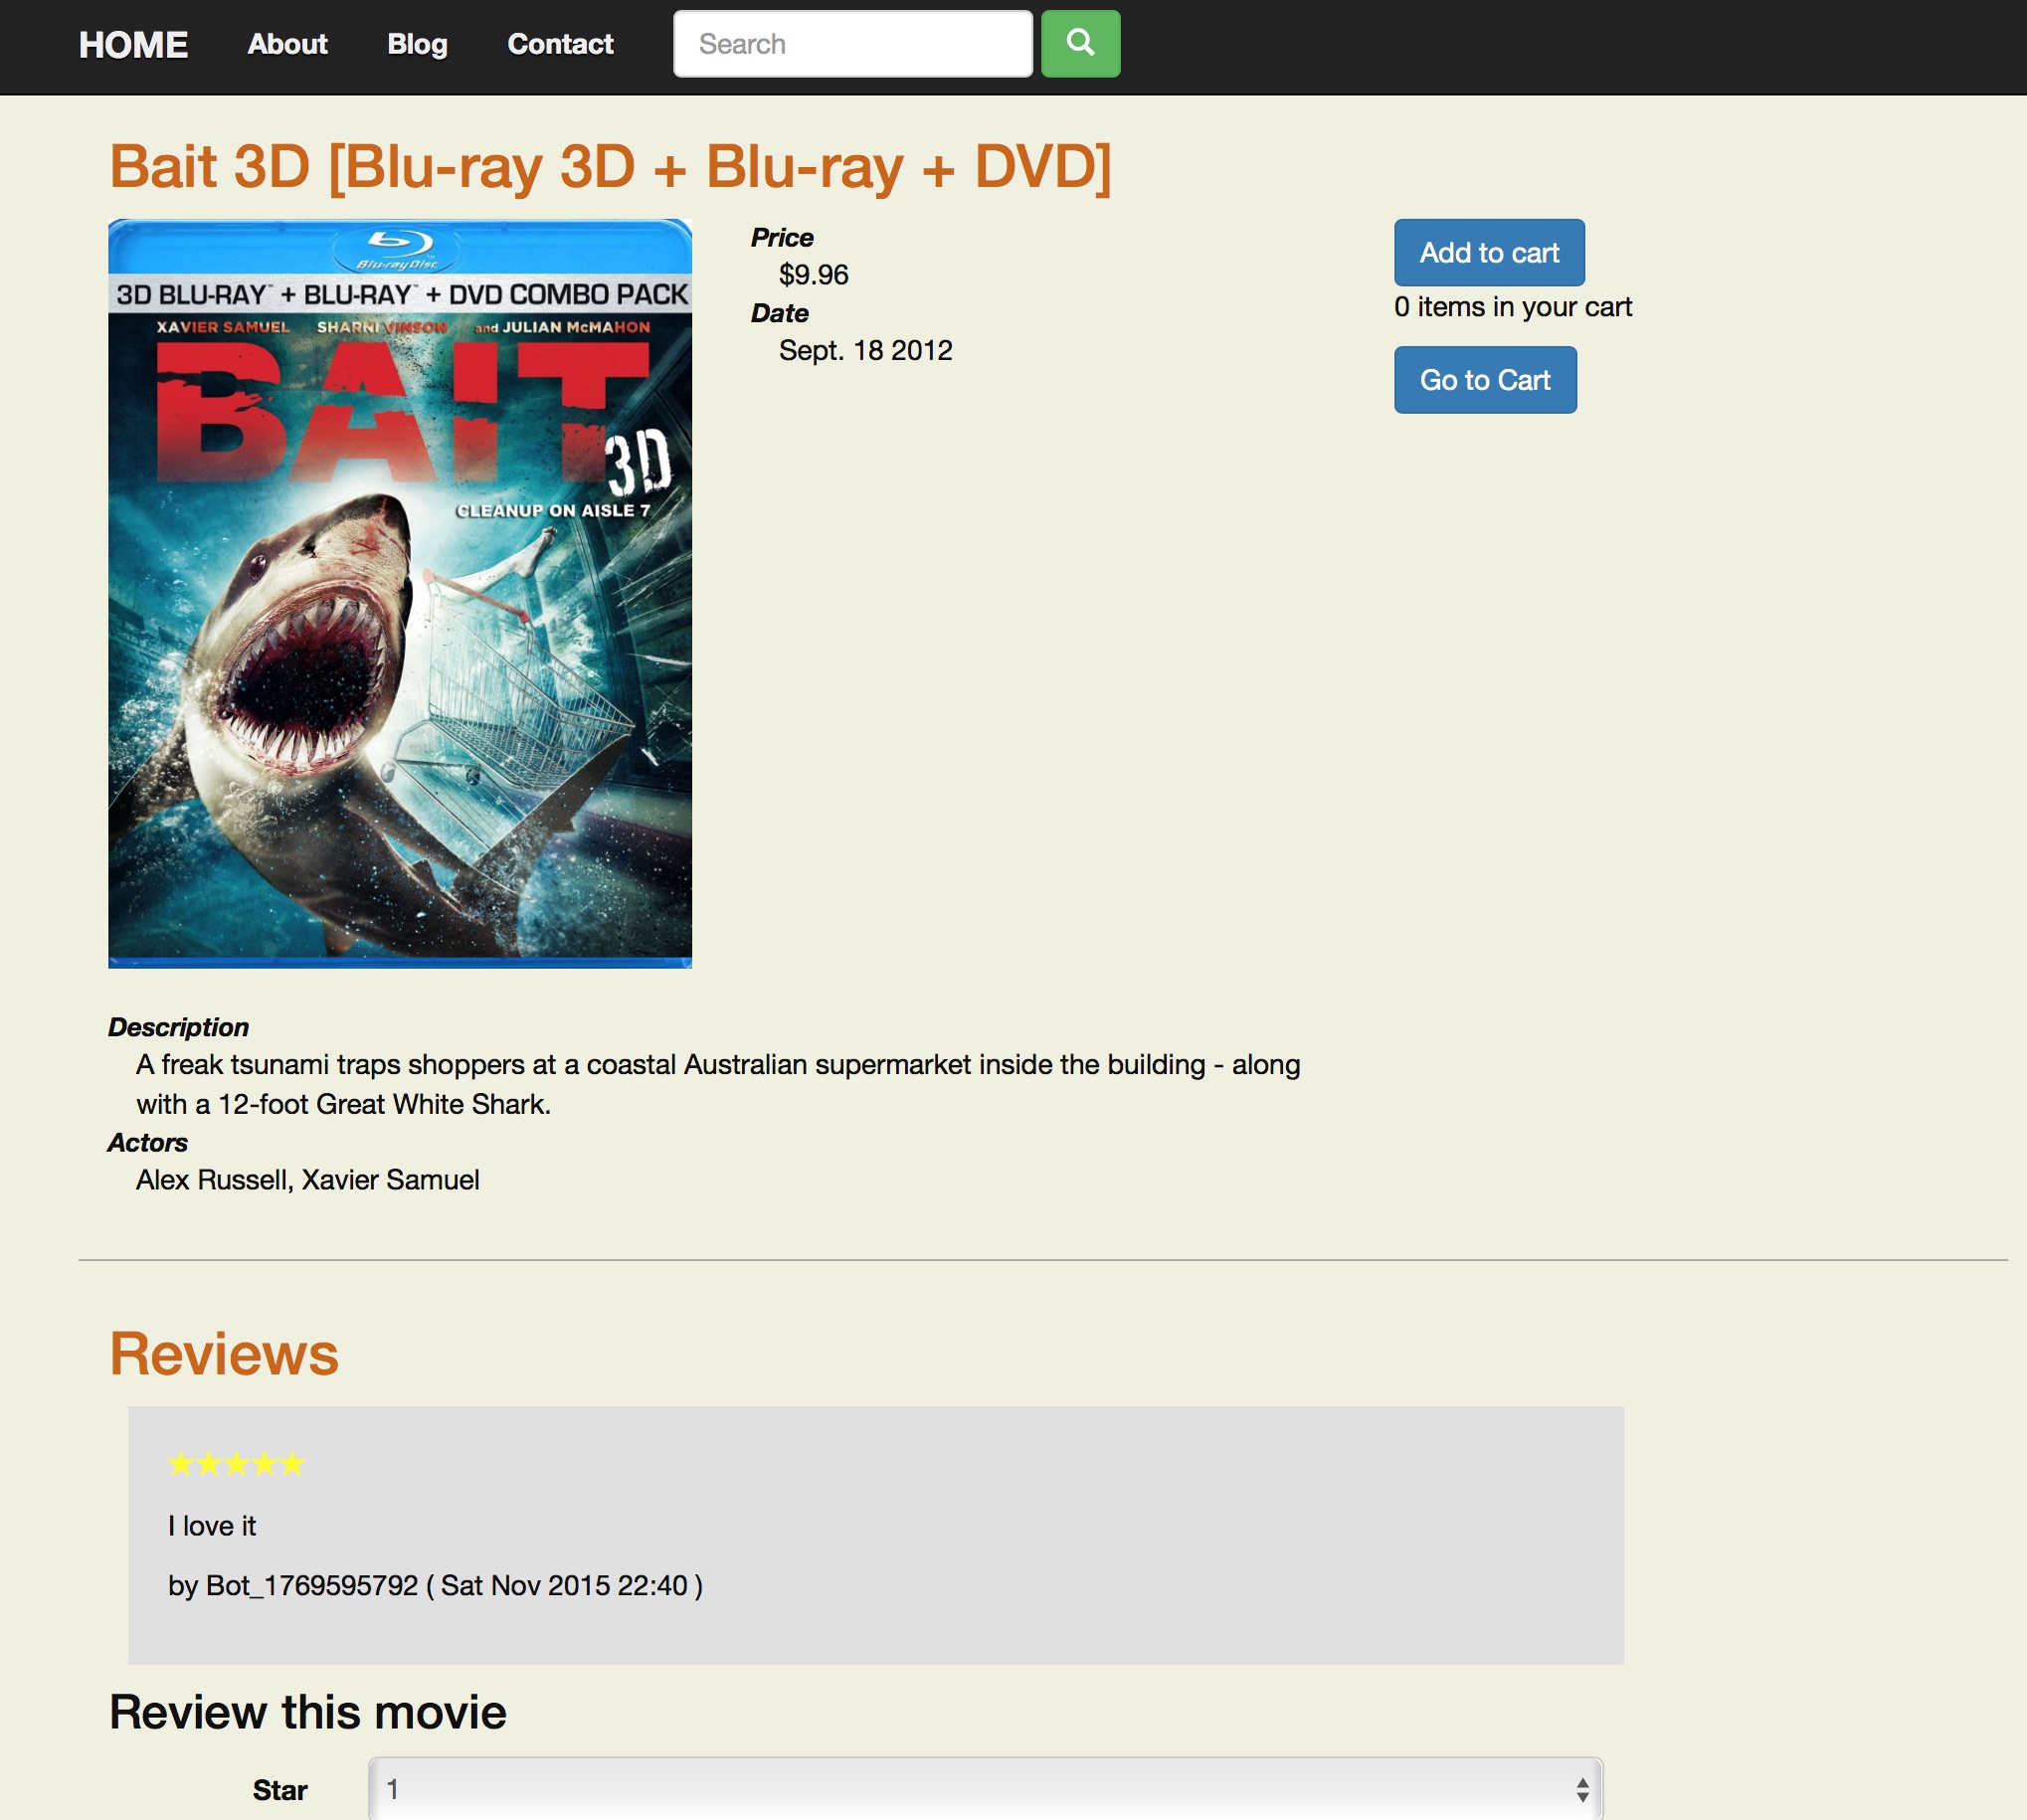 HOME About Blog Contact Search
Bait 3D [Blu-ray 3D + Blu-ray + DVD]
Blu-ray Disc
3D BLU-RAY™ + BLU-RAY™ + DVD COMBO PACK
XAVIER SAMUEL SHARNI VINSON and JULIAN McMAHON
BAIT
3D
CLEANUP ON AISLE 7
Price
$9.96
Date
Sept. 18 2012
Add to cart
0 items in your cart
Go to Cart
Description
A freak tsunami traps shoppers at a coastal Australian supermarket inside the building - along
with a 12-foot Great White Shark.
Actors
Alex Russell, Xavier Samuel
Reviews
★★★★★
I love it
by Bot_1769595792 ( Sat Nov 2015 22:40 )
Review this movie
Star 1